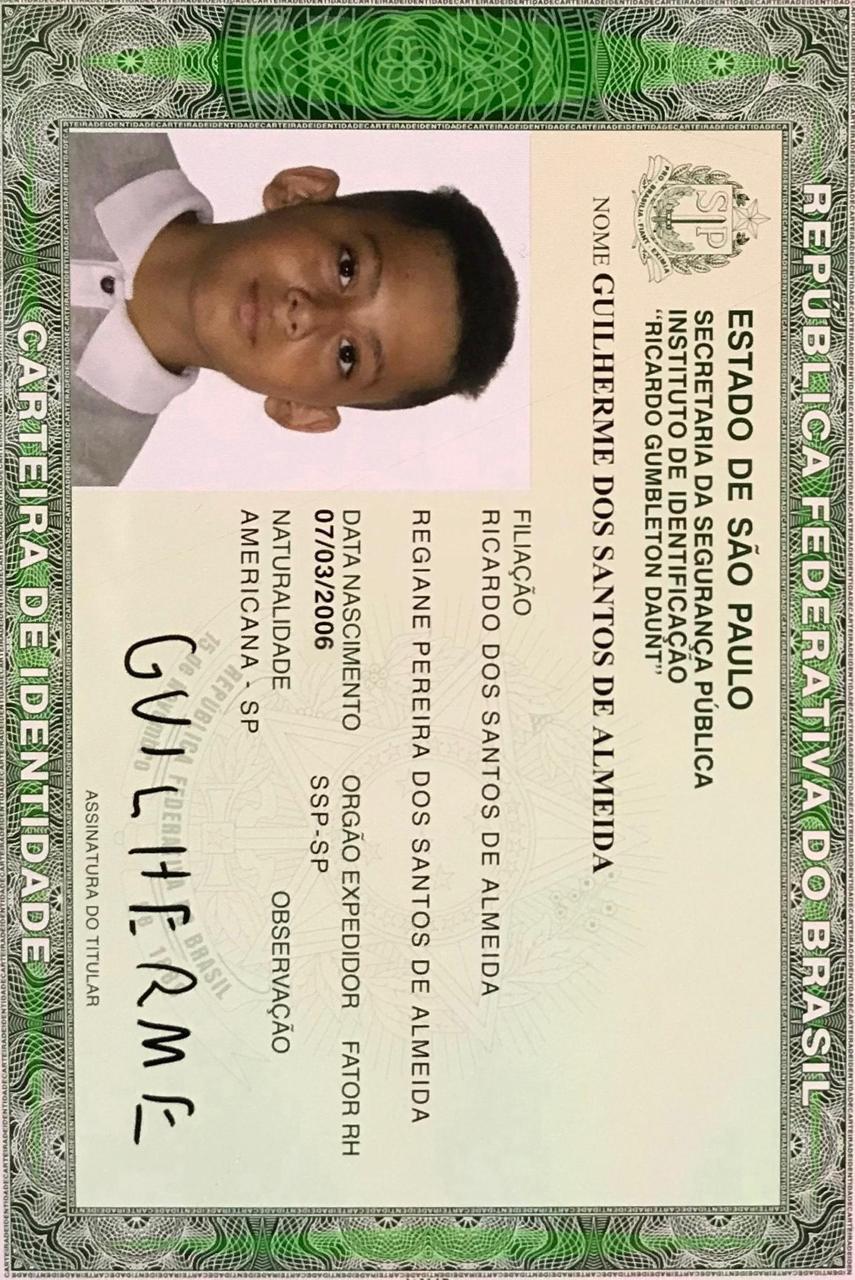 REPÚBLICA FEDERATIVA DO BRASIL
ESTADO DE SÃO PAULO
SECRETARIA DA SEGURANÇA PÚBLICA
INSTITUTO DE IDENTIFICAÇÃO
"RICARDO GUMBLETON DAUNT"
NOME GUILHERME DOS SANTOS DE ALMEIDA
FILIAÇÃO
RICARDO DOS SANTOS DE ALMEIDA
REGIANE PEREIRA DOS SANTOS DE ALMEIDA
DATA NASCIMENTO ORGÃO EXPEDIDOR FATOR RH
07/03/2006 SSP-SP
NATURALIDADE OBSERVAÇÃO
AMERICANA - SP
GUILHERME
ASSINATURA DO TITULAR
CARTEIRA DE IDENTIDADE